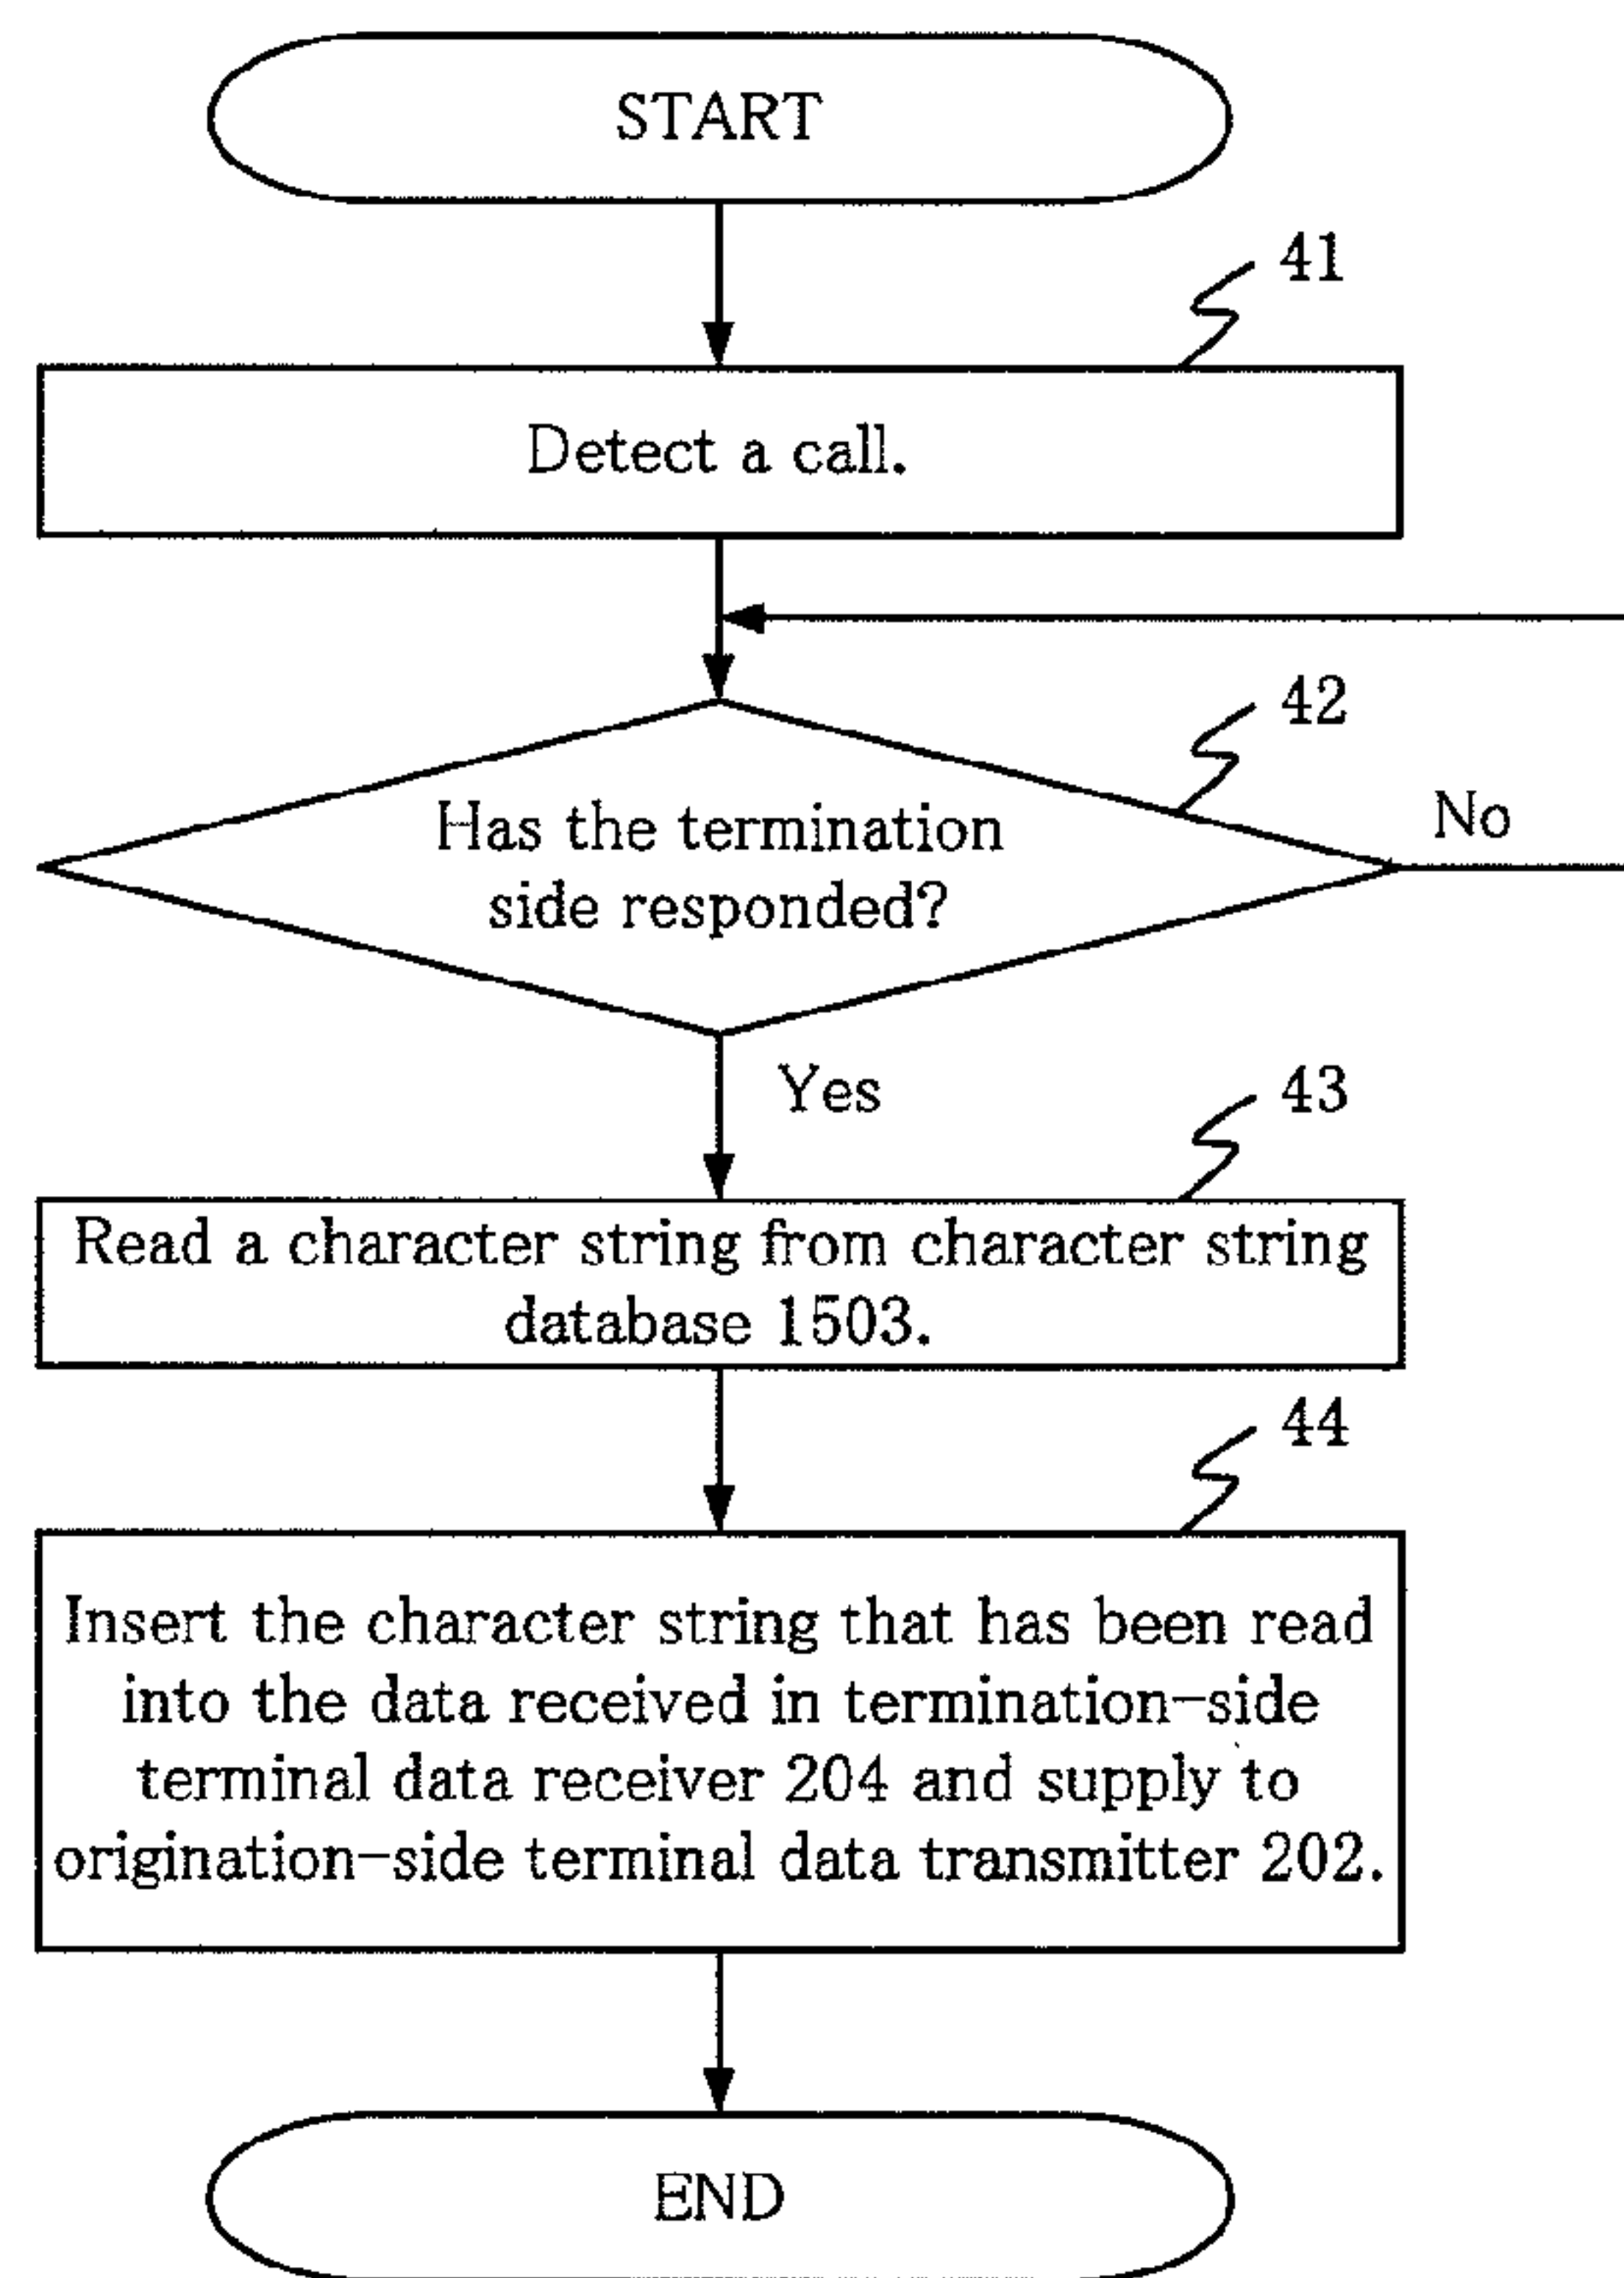 START
41
Detect a call.
42
Has the termination
side responded?
No
Yes
43
Read a character string from character string
database 1503.
44
Insert the character string that has been read
into the data received in termination-side
terminal data receiver 204 and supply to
origination-side terminal data transmitter 202.
END